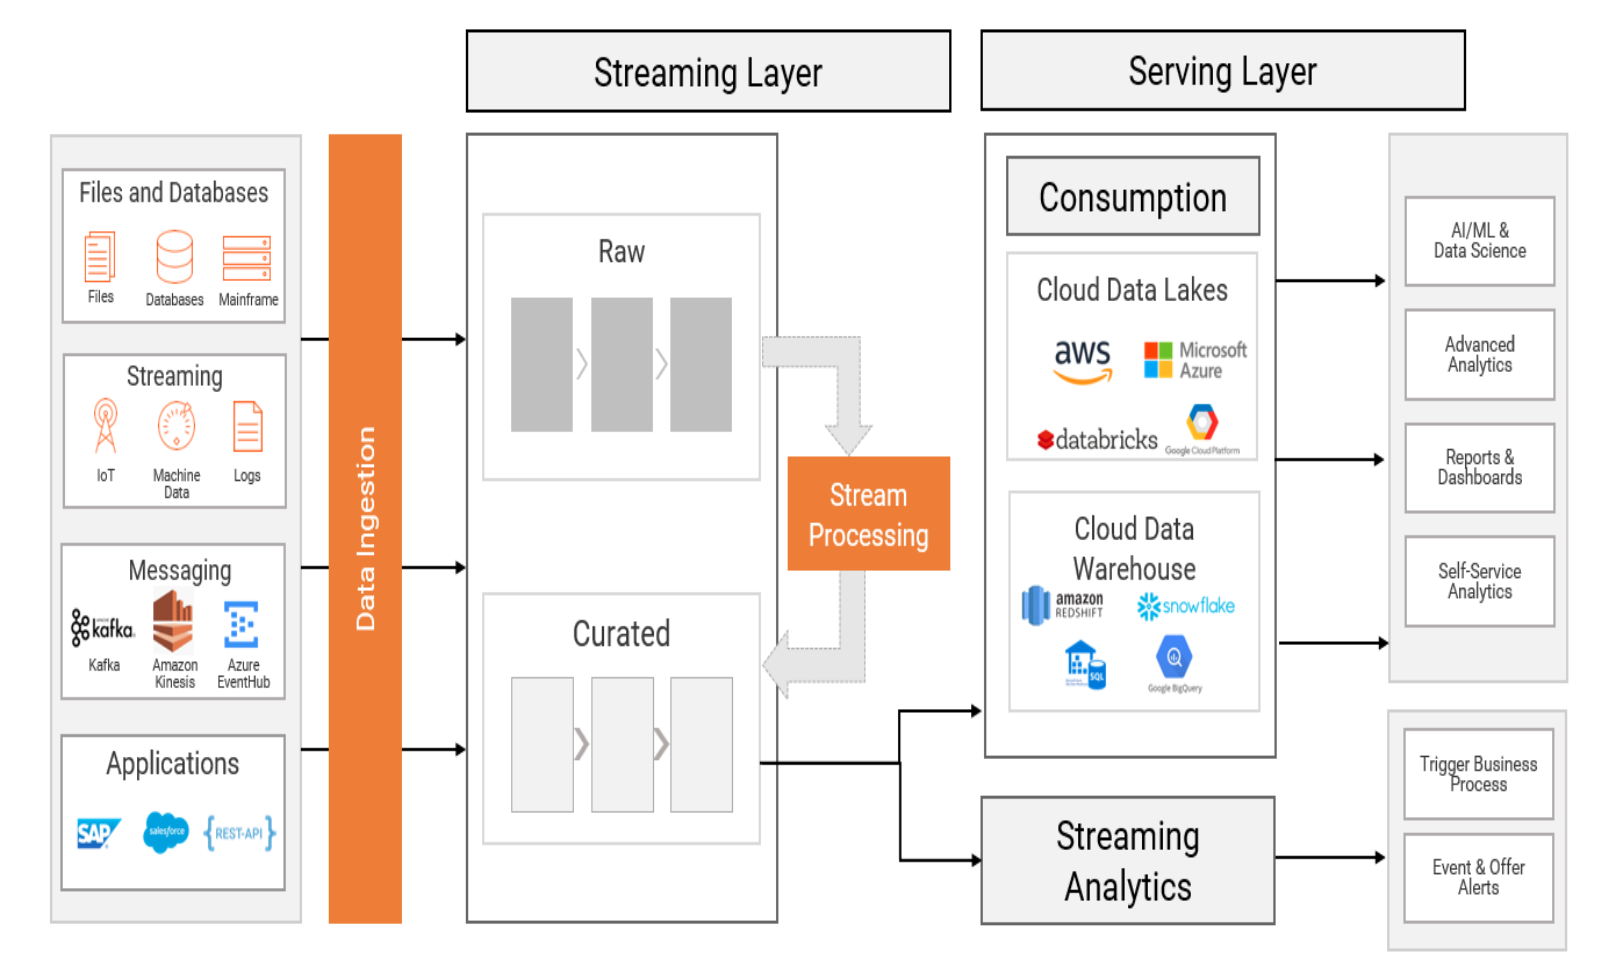 Streaming Layer
Serving Layer
Files and Databases
Files
Databases
Mainframe
Streaming
IoT
Machine
Data
Logs
Messaging
kafka
Kafka
Amazon
Kinesis
Azure
EventHub
Applications
SAP
salesforce
{REST-API}
Data Ingestion
Raw
Stream
Processing
Curated
Consumption
Cloud Data Lakes
aws
Microsoft
Azure
databricks
Google Cloud Platform
Cloud Data
Warehouse
amazon
REDSHIFT
snowflake
SQL
Google BigQuery
Streaming
Analytics
AI/ML &
Data Science
Advanced
Analytics
Reports &
Dashboards
Self-Service
Analytics
Trigger Business
Process
Event & Offer
Alerts